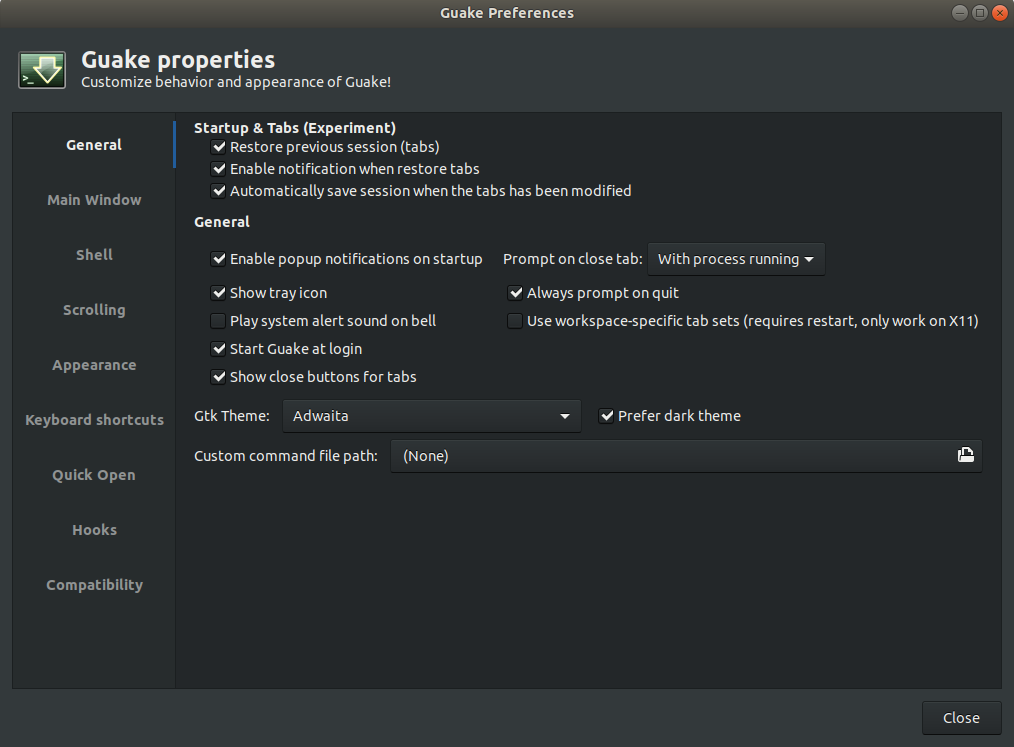 Guake Preferences
Guake properties
Customize behavior and appearance of Guake!
>_
General
Main Window
Shell
Scrolling
Appearance
Keyboard shortcuts
Quick Open
Hooks
Compatibility
Startup & Tabs (Experiment)
Restore previous session (tabs)
Enable notification when restore tabs
Automatically save session when the tabs has been modified
General
Enable popup notifications on startup Prompt on close tab: With process running
Show tray icon Always prompt on quit
Play system alert sound on bell Use workspace-specific tab sets (requires restart, only work on X11)
Start Guake at login
Show close buttons for tabs
Gtk Theme: Adwaita Prefer dark theme
Custom command file path: (None)
Close